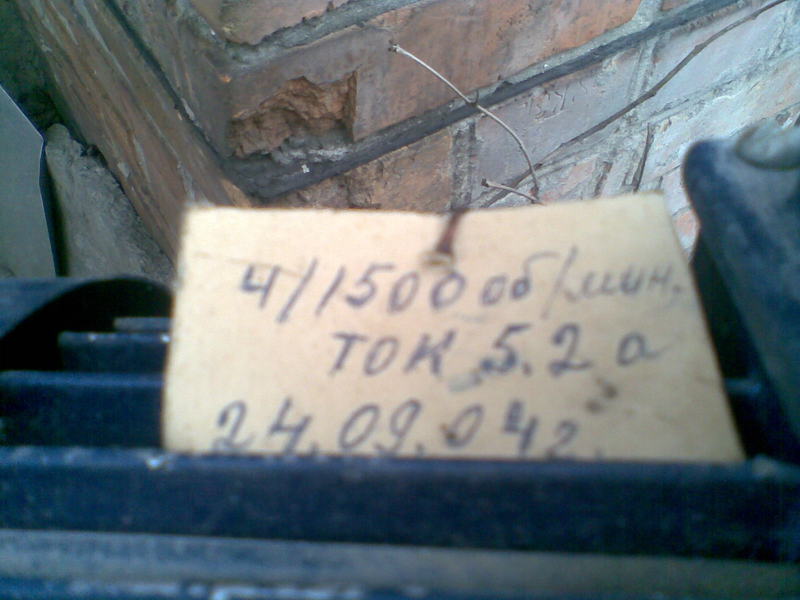 4/1500 об/мин.
ток 5.2 а
24.09.04г.